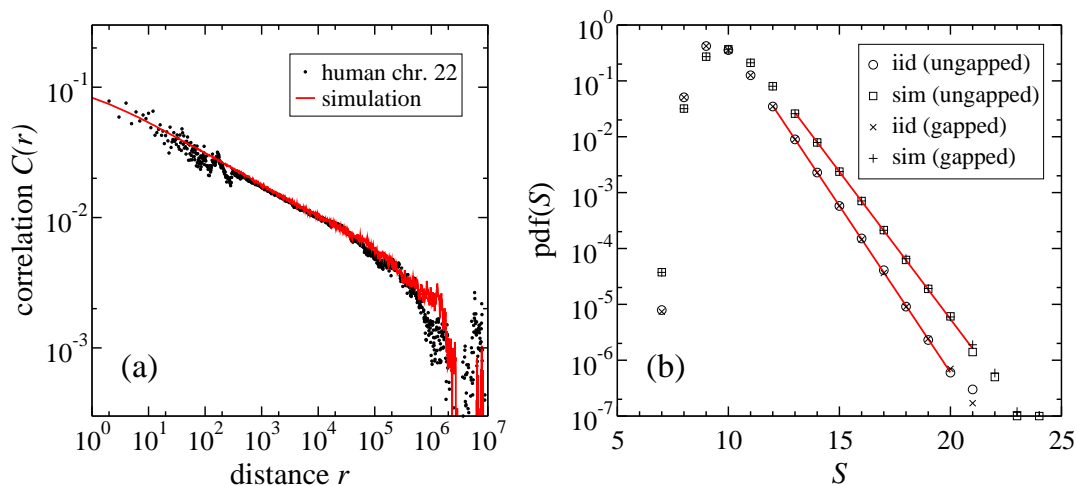 correlation C(r)
10^-1
10^-2
10^-3
human chr. 22
simulation
(a)
10^0 10^1 10^2 10^3 10^4 10^5 10^6 10^7
distance r
pdf(S)
10^0
10^-1
10^-2
10^-3
10^-4
10^-5
10^-6
10^-7
iid (ungapped)
sim (ungapped)
iid (gapped)
sim (gapped)
(b)
5 10 15 20 25
S